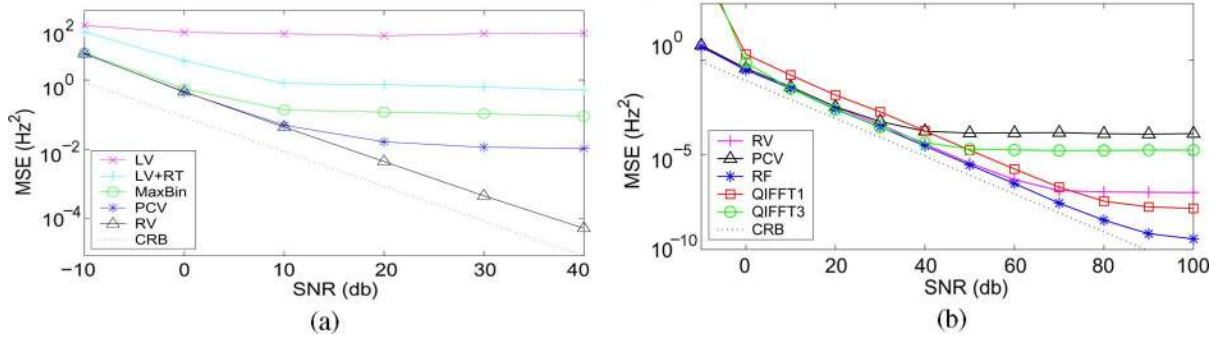 10^2
10^0
10^-2
10^-4
MSE (Hz^2)
LV
LV+RT
MaxBin
PCV
RV
CRB
−10 0 10 20 30 40
SNR (db)
(a)
10^0
10^-5
10^-10
MSE (Hz^2)
RV
PCV
RF
QIFFT1
QIFFT3
CRB
0 20 40 60 80 100
SNR (db)
(b)